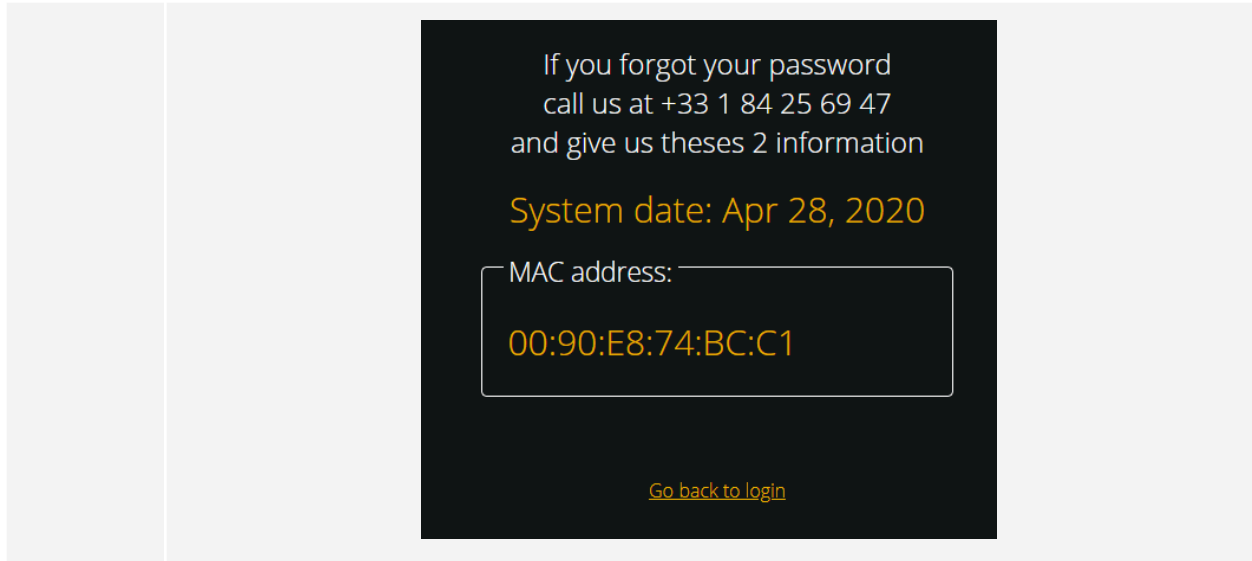 If you forgot your password
call us at +33 1 84 25 69 47
and give us theses 2 information
System date: Apr 28, 2020
MAC address:
00:90:E8:74:BC:C1
Go back to login